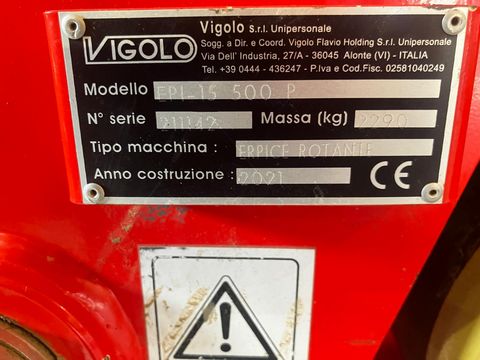 VIGOLO
Vigolo S.r.l. Unipersonale
Sogg. a Dir. e Coord. Vigolo Flavio Holding S.r.l. Unipersonale
Via Dell' Industria, 27/A - 36045 Alonte (VI) - ITALIA
Tel. +39 0444 - 436247 - P.Iva e Cod.Fisc. 02581040249
Modello EP1-15 500 P
N° serie 211142 Massa (kg) 2290
Tipo macchina : ERPICE ROTANTE
Anno costruzione : 2021 CE